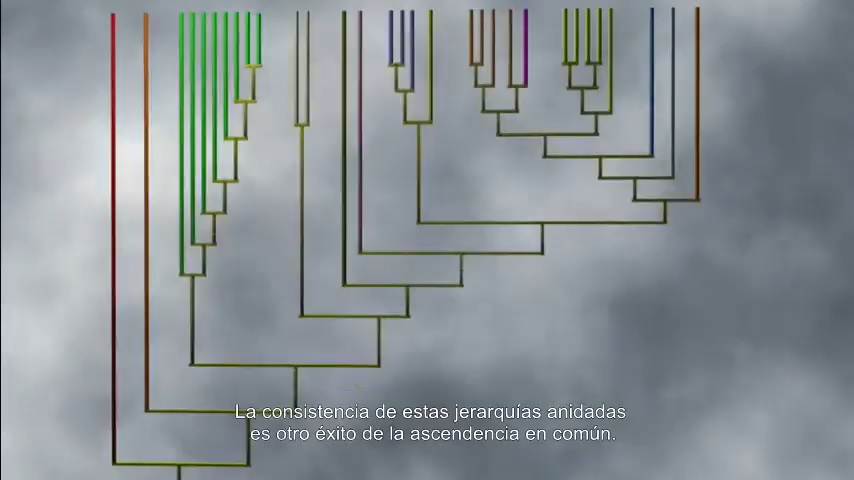 La consistencia de estas jerarquías anidadas
es otro éxito de la ascendencia en común.